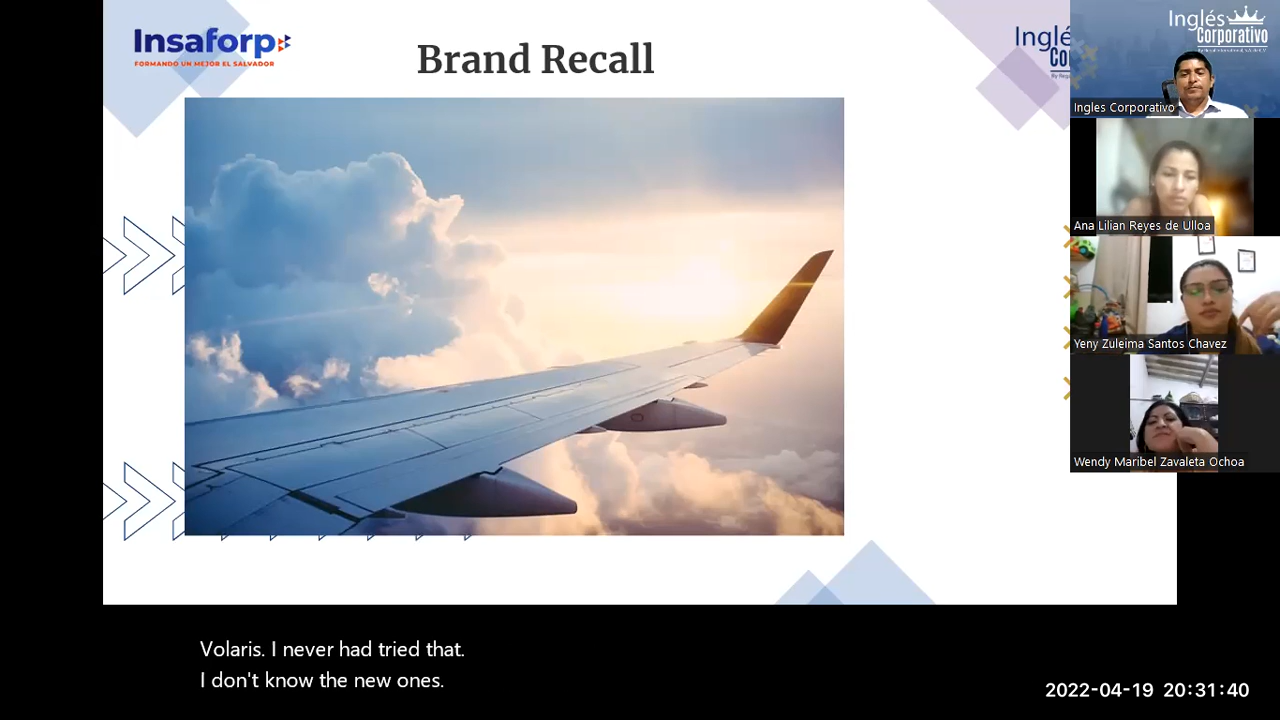 Insaforp
FORMANDO UN MEJOR EL SALVADOR
Brand Recall
Inglés
Corporativo
Ingles Corporativo
Ana Lilian Reyes de Ulloa
Yeny Zuleima Santos Chavez
Wendy Maribel Zavaleta Ochoa
Volaris. I never had tried that.
I don't know the new ones.
2022-04-19 20:31:40